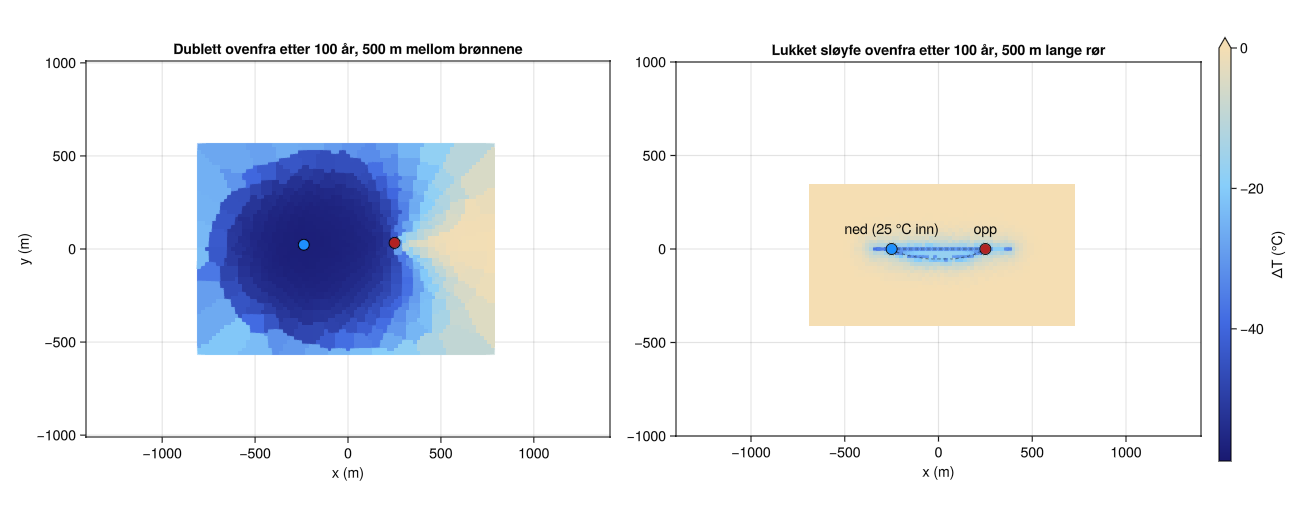 Dublett ovenfra etter 100 år, 500 m mellom brønnene
1000
500
0
−500
−1000
y (m)
−1000
−500
0
500
1000
x (m)
Lukket sløyfe ovenfra etter 100 år, 500 m lange rør
1000
500
0
−500
−1000
ned (25 °C inn)
opp
−1000
−500
0
500
1000
x (m)
0
−20
−40
ΔT (°C)